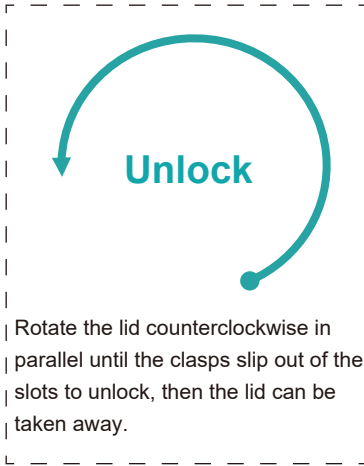 Unlock
Rotate the lid counterclockwise in
parallel until the clasps slip out of the
slots to unlock, then the lid can be
taken away.